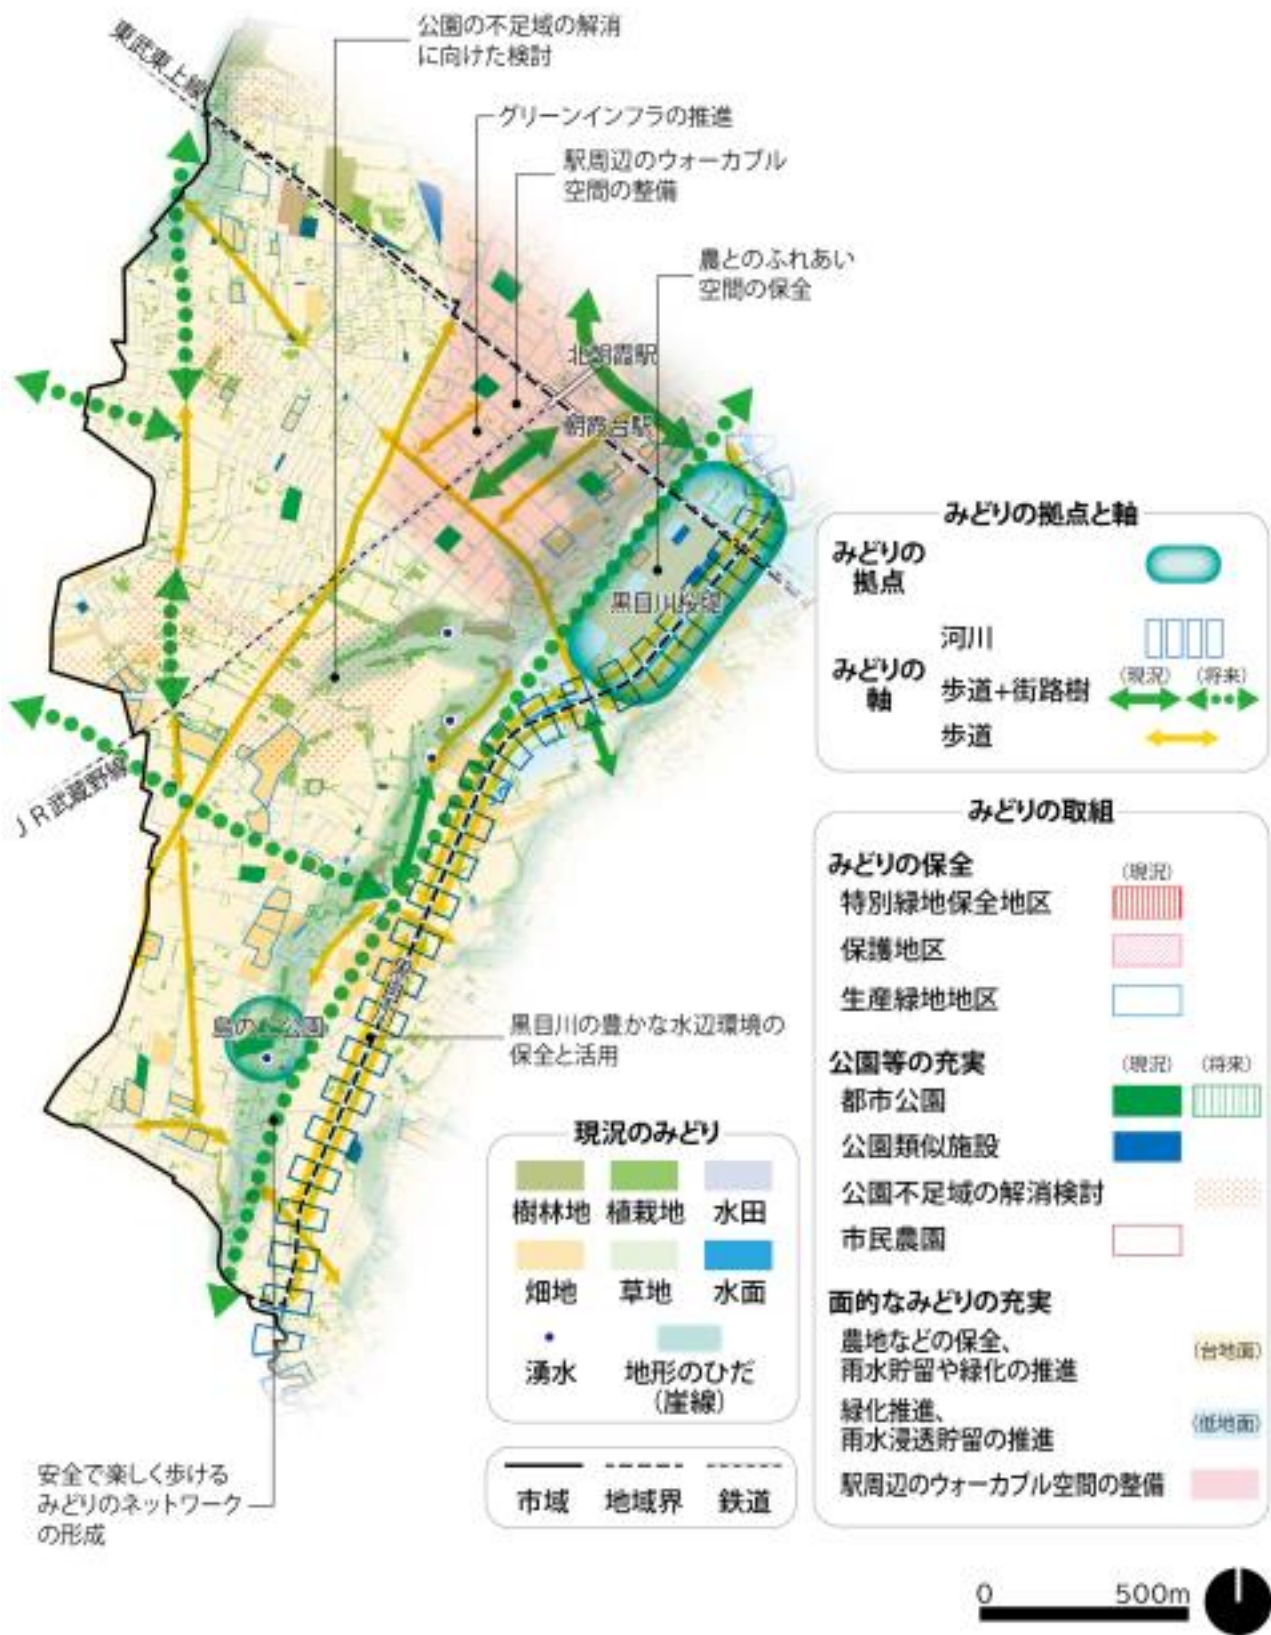 公園の不足域の解消
に向けた検討
東武東上線
グリーンインフラの推進
駅周辺のウォーカブル
空間の整備
農とのふれあい
空間の保全
北朝霞駅
朝霞台駅
黒目川桜堤
JR武蔵野線
島の上公園
黒目川
黒目川の豊かな水辺環境の
保全と活用
安全で楽しく歩ける
みどりのネットワーク
の形成
みどりの拠点と軸
みどりの
拠点
みどりの
軸
河川
(現況) (将来)
歩道+街路樹
歩道
みどりの取組
みどりの保全 (現況)
特別緑地保全地区
保護地区
生産緑地地区
公園等の充実 (現況) (将来)
都市公園
公園類似施設
公園不足域の解消検討
市民農園
面的なみどりの充実
農地などの保全、
雨水貯留や緑化の推進
(台地面)
緑化推進、
雨水浸透貯留の推進
(低地面)
駅周辺のウォーカブル空間の整備
現況のみどり
樹林地 植栽地 水田
畑地 草地 水面
湧水 地形のひだ
(崖線)
市域 地域界 鉄道
0 500m